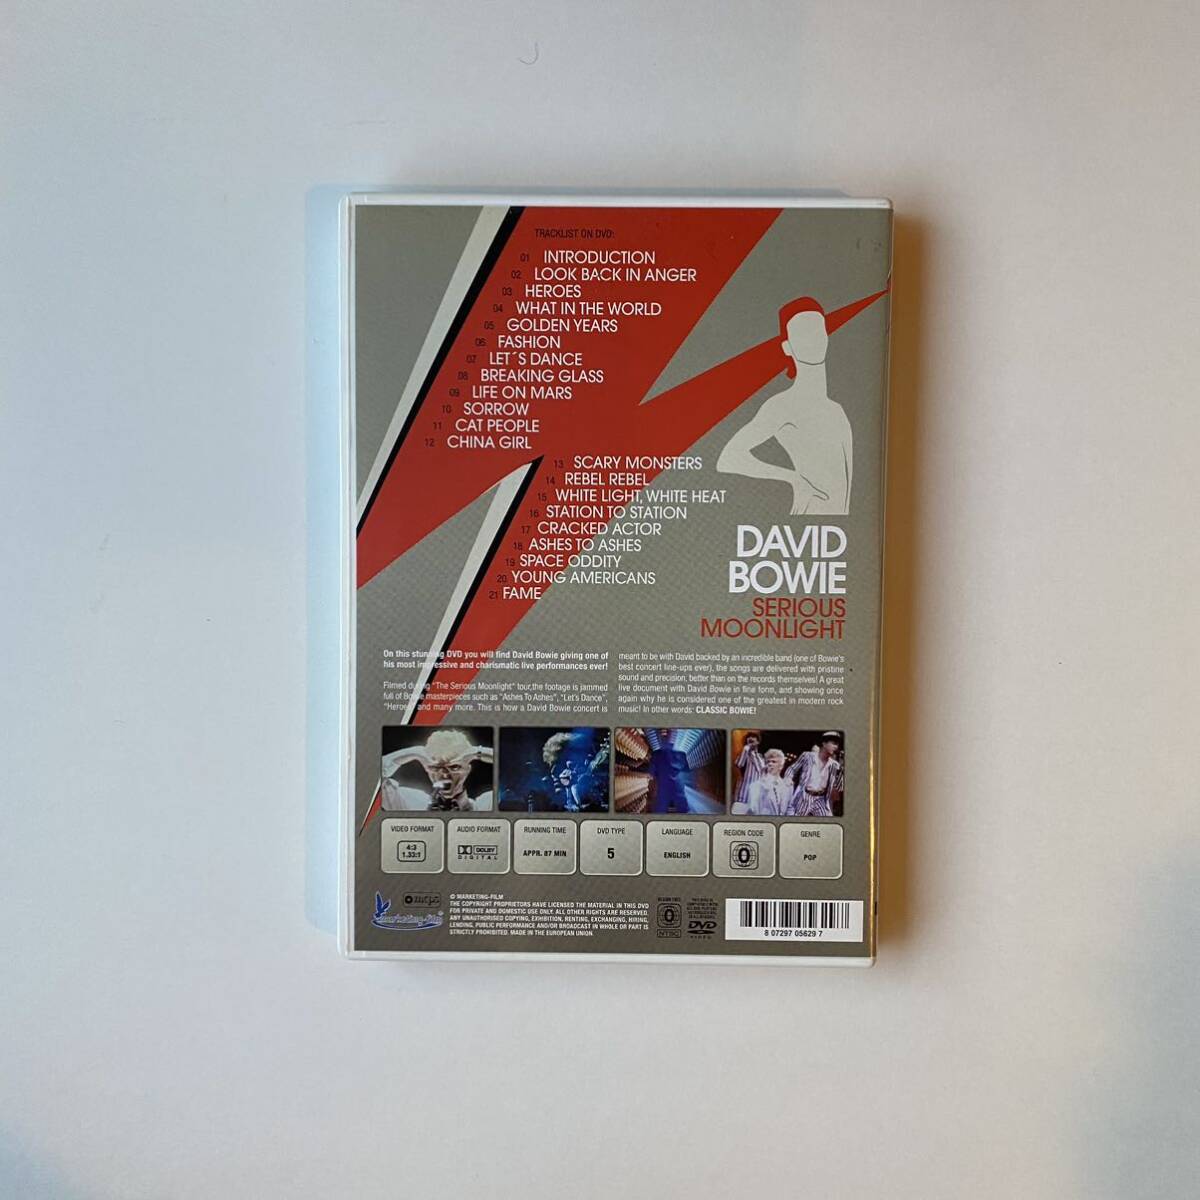 TRACKLIST ON DVD:
01 INTRODUCTION
02 LOOK BACK IN ANGER
03 HEROES
04 WHAT IN THE WORLD
05 GOLDEN YEARS
06 FASHION
07 LET´S DANCE
08 BREAKING GLASS
09 LIFE ON MARS
10 SORROW
11 CAT PEOPLE
12 CHINA GIRL
13 SCARY MONSTERS
14 REBEL REBEL
15 WHITE LIGHT, WHITE HEAT
16 STATION TO STATION
17 CRACKED ACTOR
18 ASHES TO ASHES
19 SPACE ODDITY
20 YOUNG AMERICANS
21 FAME
DAVID
BOWIE
SERIOUS
MOONLIGHT
On this stunning DVD you will find David Bowie giving one of
his most impressive and charismatic live performances ever!
Filmed during "The Serious Moonlight" tour,the footage is jammed
full of Bowie masterpieces such as "Ashes To Ashes", "Let's Dance",
"Heroes" and many more. This is how a David Bowie concert is
meant to be with David backed by an incredible band (one of Bowie's
best concert line-ups ever), the songs are delivered with pristine
sound and precision, better than on the records themselves! A great
live document with David Bowie in fine form, and showing once
again why he is considered one of the greatest in modern rock
music! In other words: CLASSIC BOWIE!
VIDEO FORMAT
4:3
1.33:1
AUDIO FORMAT
DOLBY
DIGITAL
RUNNING TIME
APPR. 87 MIN
DVD TYPE
5
LANGUAGE
ENGLISH
REGION CODE
0
GENRE
POP
marketing-film
mcps
© MARKETING-FILM
THE COPYRIGHT PROPRIETORS HAVE LICENSED THE MATERIAL IN THIS DVD
FOR PRIVATE AND DOMESTIC USE ONLY. ALL OTHER RIGHTS ARE RESERVED.
ANY UNAUTHORISED COPYING, EXHIBITION, RENTING, EXCHANGING, HIRING,
LENDING, PUBLIC PERFORMANCE AND/OR BROADCAST IN WHOLE OR PART IS
STRICTLY PROHIBITED. MADE IN THE EUROPEAN UNION.
0
NTSC
DVD
VIDEO
8 07297 05629 7